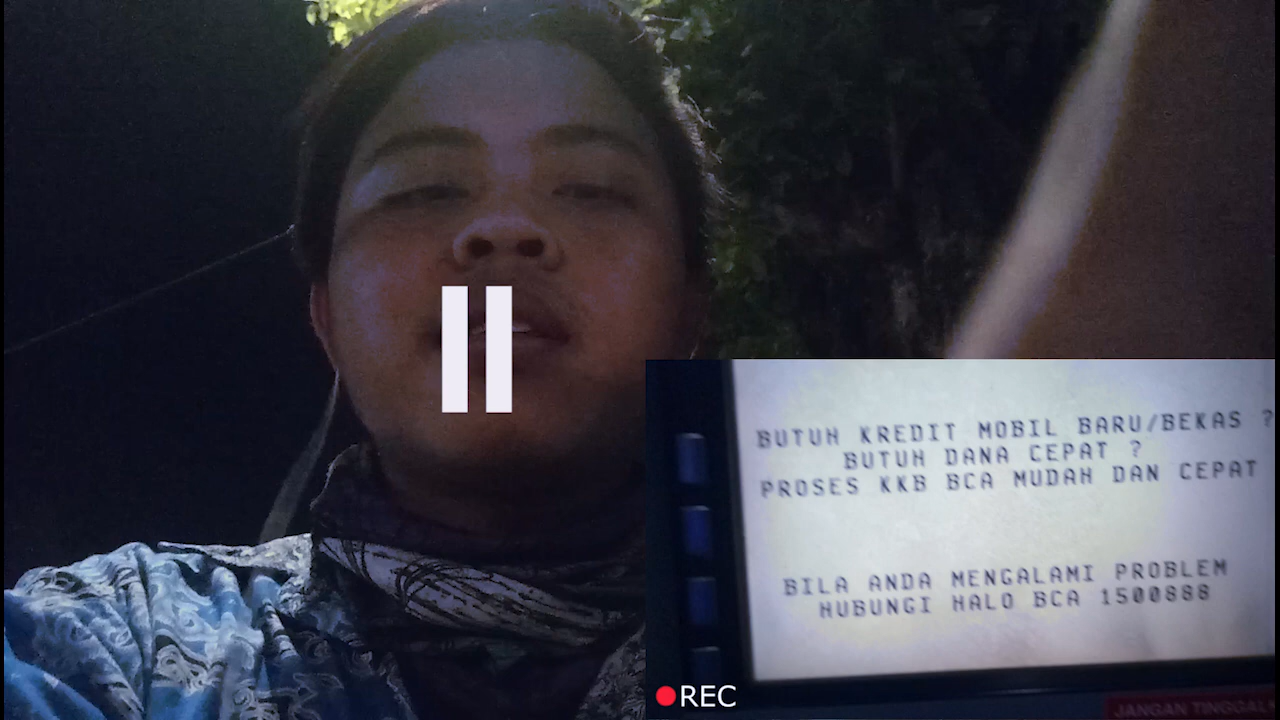 BUTUH KREDIT MOBIL BARU/BEKAS ?
BUTUH DANA CEPAT ?
PROSES KKB BCA MUDAH DAN CEPAT
BILA ANDA MENGALAMI PROBLEM
HUBUNGI HALO BCA 1500888
REC
JANGAN